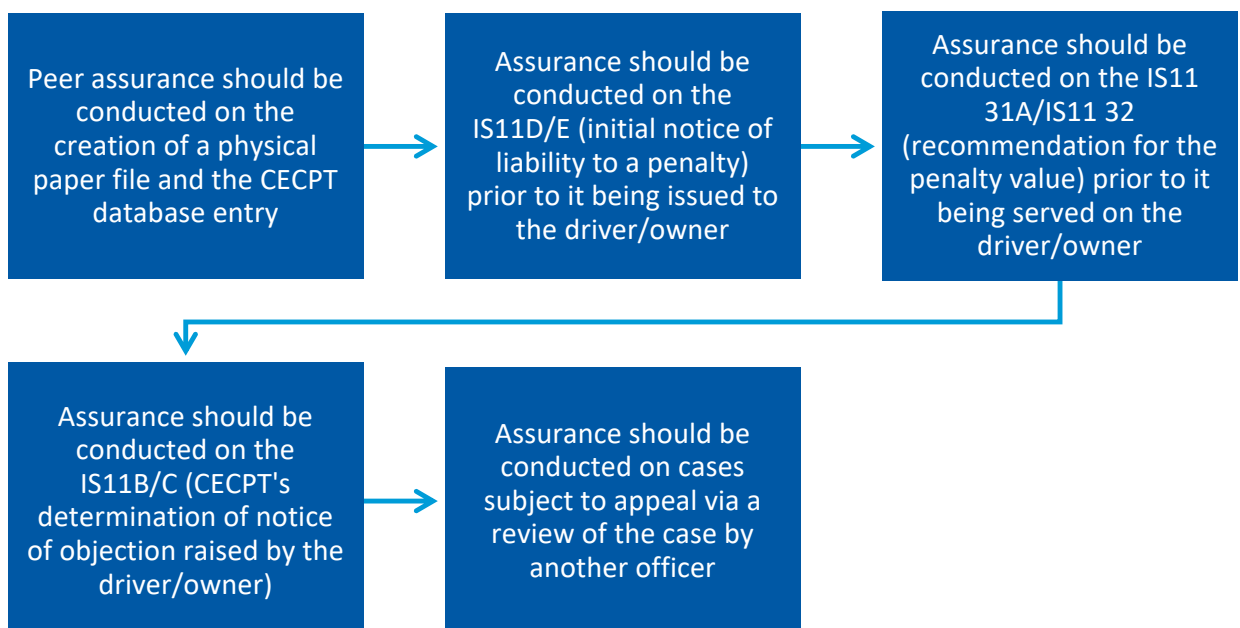 Peer assurance should be
conducted on the
creation of a physical
paper file and the CECPT
database entry
Assurance should be
conducted on the
IS11D/E (initial notice of
liability to a penalty)
prior to it being issued to
the driver/owner
Assurance should be
conducted on the IS11
31A/IS11 32
(recommendation for the
penalty value) prior to it
being served on the
driver/owner
Assurance should be
conducted on the
IS11B/C (CECPT's
determination of notice
of objection raised by the
driver/owner)
Assurance should be
conducted on cases
subject to appeal via a
review of the case by
another officer